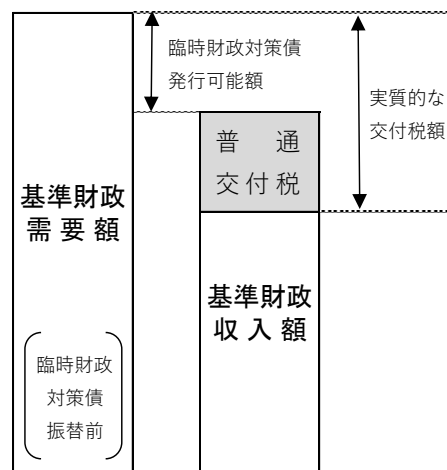 臨時財政対策債
発行可能額
実質的な
交付税額
普　通
交付税
基準財政
需要額
基準財政
収入額
臨時財政
対策債
振替前